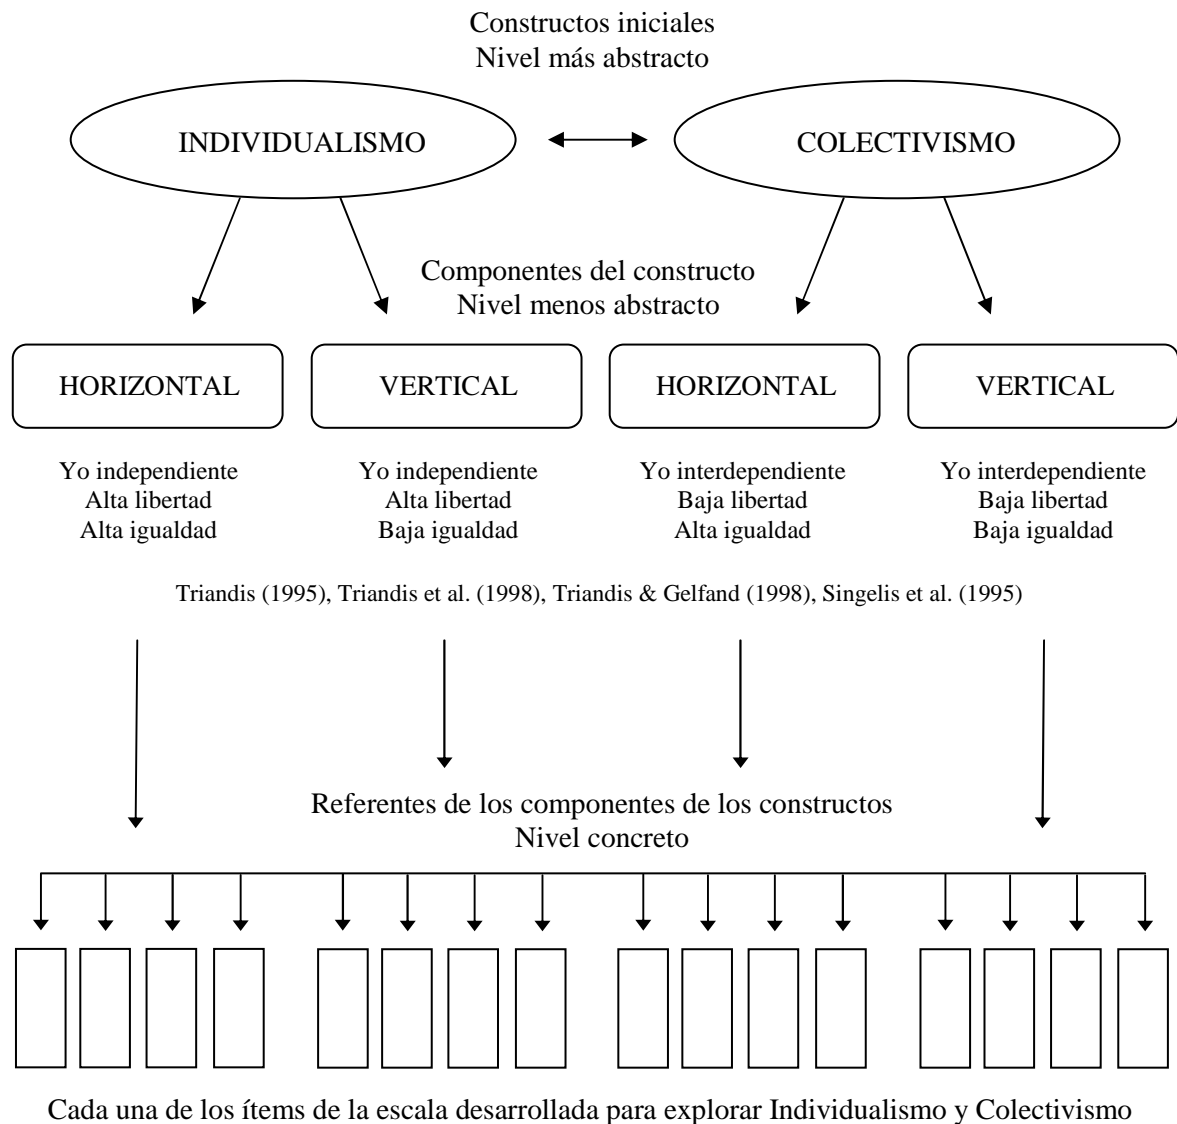 Constructos iniciales
Nivel más abstracto
INDIVIDUALISMO
COLECTIVISMO
Componentes del constructo
Nivel menos abstracto
HORIZONTAL
VERTICAL
HORIZONTAL
VERTICAL
Yo independiente
Alta libertad
Alta igualdad
Yo independiente
Alta libertad
Baja igualdad
Yo interdependiente
Baja libertad
Alta igualdad
Yo interdependiente
Baja libertad
Baja igualdad
Triandis (1995), Triandis et al. (1998), Triandis & Gelfand (1998), Singelis et al. (1995)
Referentes de los componentes de los constructos
Nivel concreto
Cada una de los ítems de la escala desarrollada para explorar Individualismo y Colectivismo